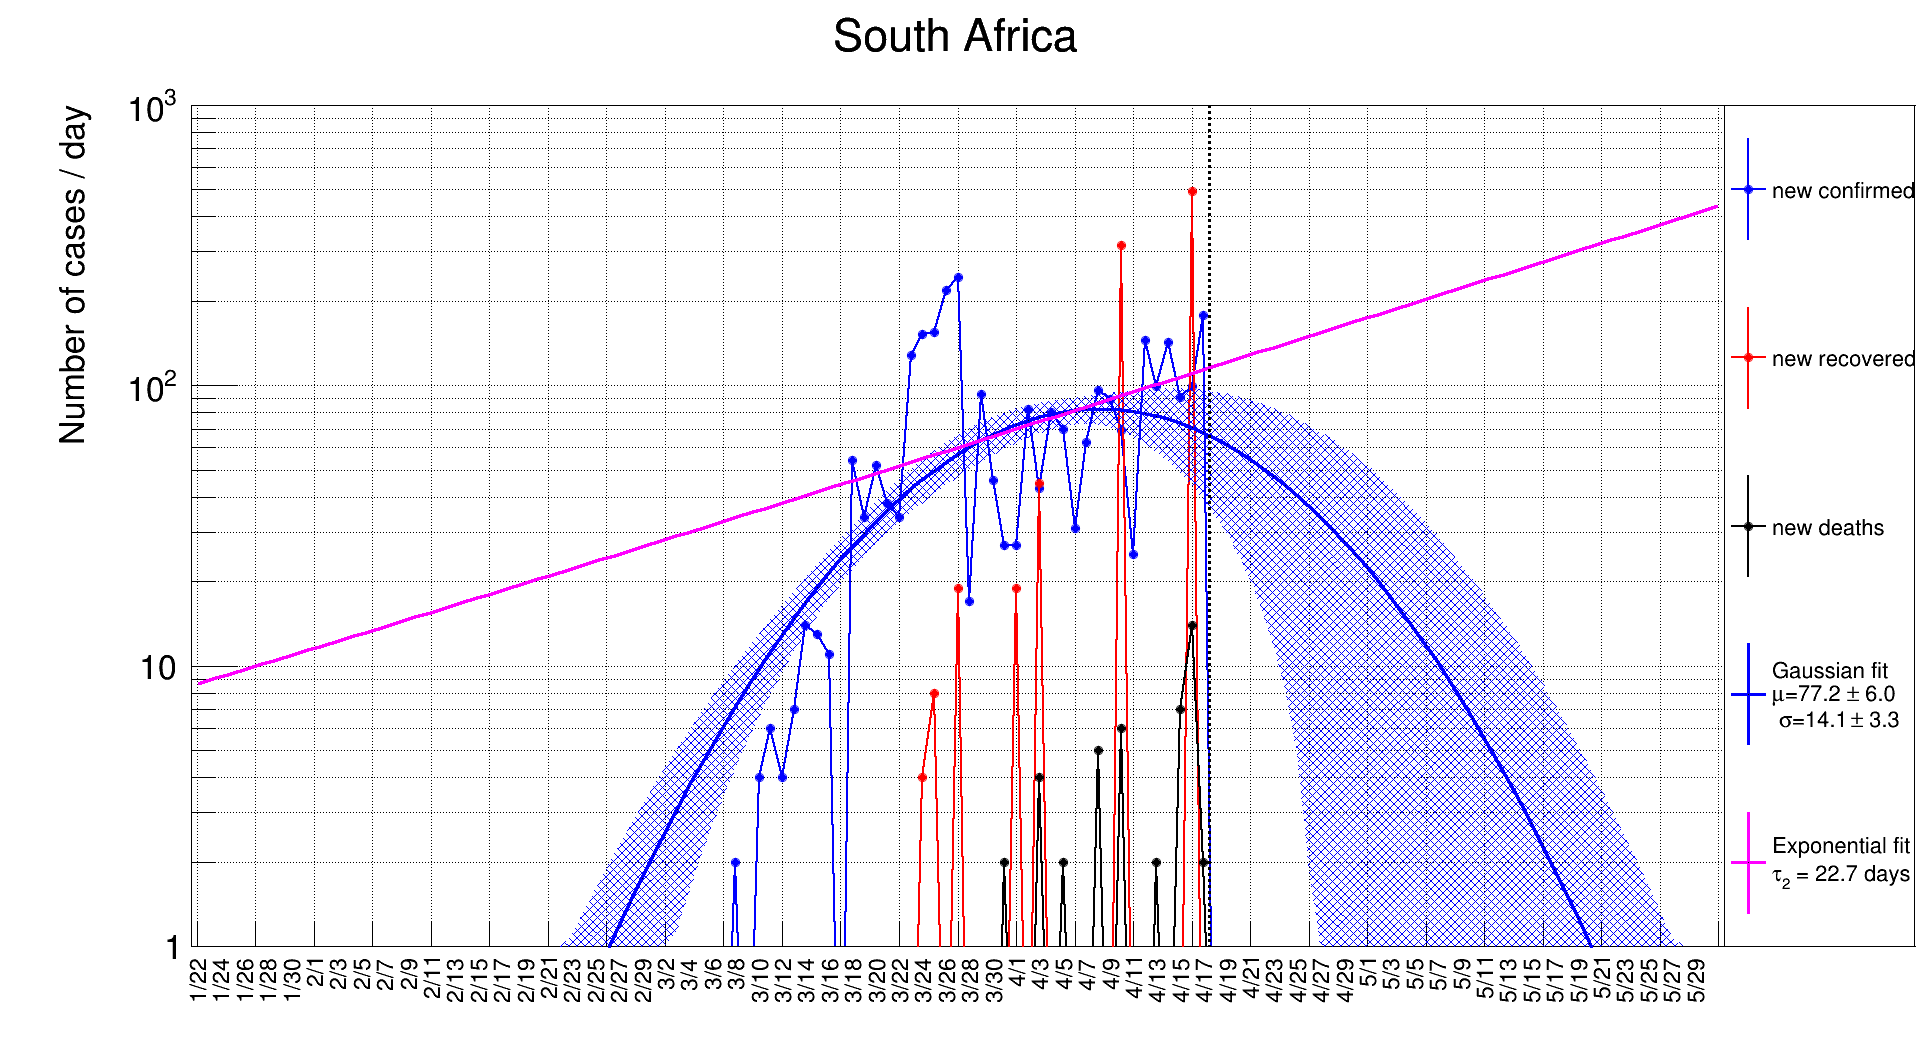 South Africa
Number of cases / day
10³
10²
10
1
1/22 1/24 1/26 1/28 1/30 2/1 2/3 2/5 2/7 2/9 2/11 2/13 2/15 2/17 2/19 2/21 2/23 2/25 2/27 2/29 3/2 3/4 3/6 3/8 3/10 3/12 3/14 3/16 3/18 3/20 3/22 3/24 3/26 3/28 3/30 4/1 4/3 4/5 4/7 4/9 4/11 4/13 4/15 4/17 4/19 4/21 4/23 4/25 4/27 4/29 5/1 5/3 5/5 5/7 5/9 5/11 5/13 5/15 5/17 5/19 5/21 5/23 5/25 5/27 5/29
new confirmed
new recovered
new deaths
Gaussian fit
μ=77.2 ± 6.0
σ=14.1 ± 3.3
Exponential fit
τ₂ = 22.7 days